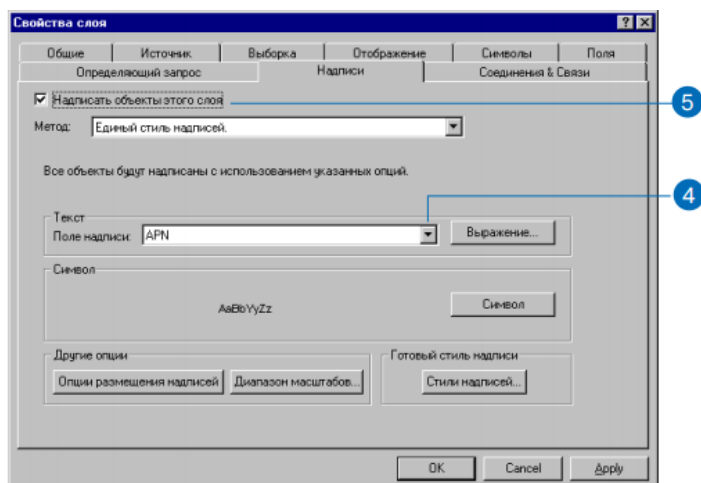 Свойства слоя
Общие Источник Выборка Отображение Символы Поля
Определяющий запрос Надписи Соединения & Связи
Надписать объекты этого слоя 5
Метод: Единый стиль надписей.
Все объекты будут надписаны с использованием указанных опций.
4
Текст
Поле надписи: APN Выражение...
Символ
AaBbYyZz Символ
Другие опции Готовый стиль надписи
Опции размещения надписей Диапазон масштабов... Стили надписей...
OK Cancel Apply